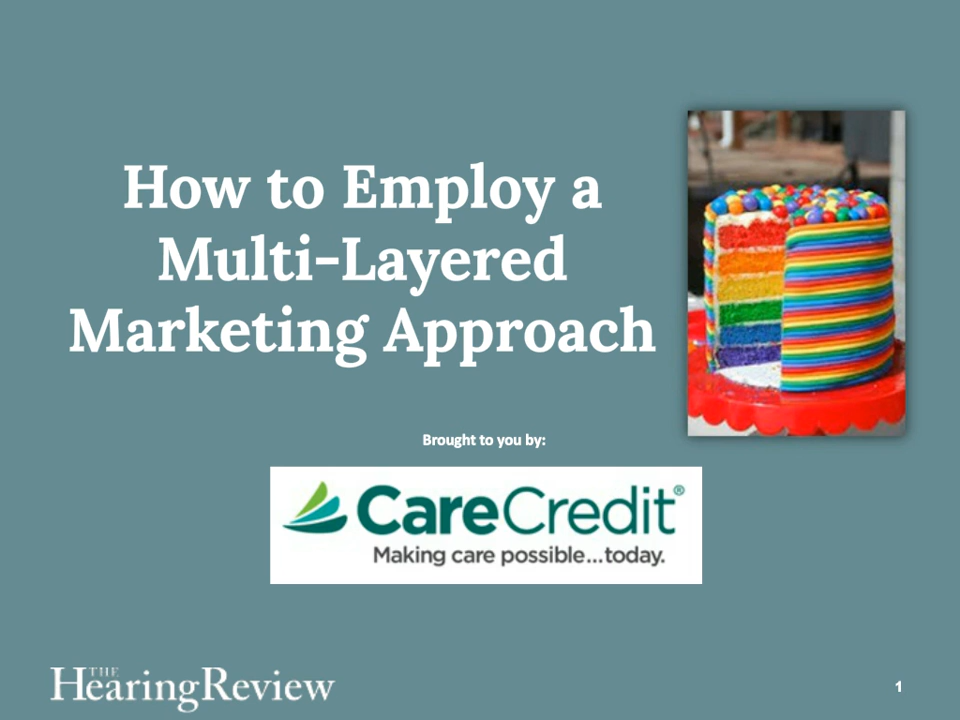 How to Employ a
Multi-Layered
Marketing Approach
Brought to you by:
CareCredit®
Making care possible...today.
THE
HearingReview
1